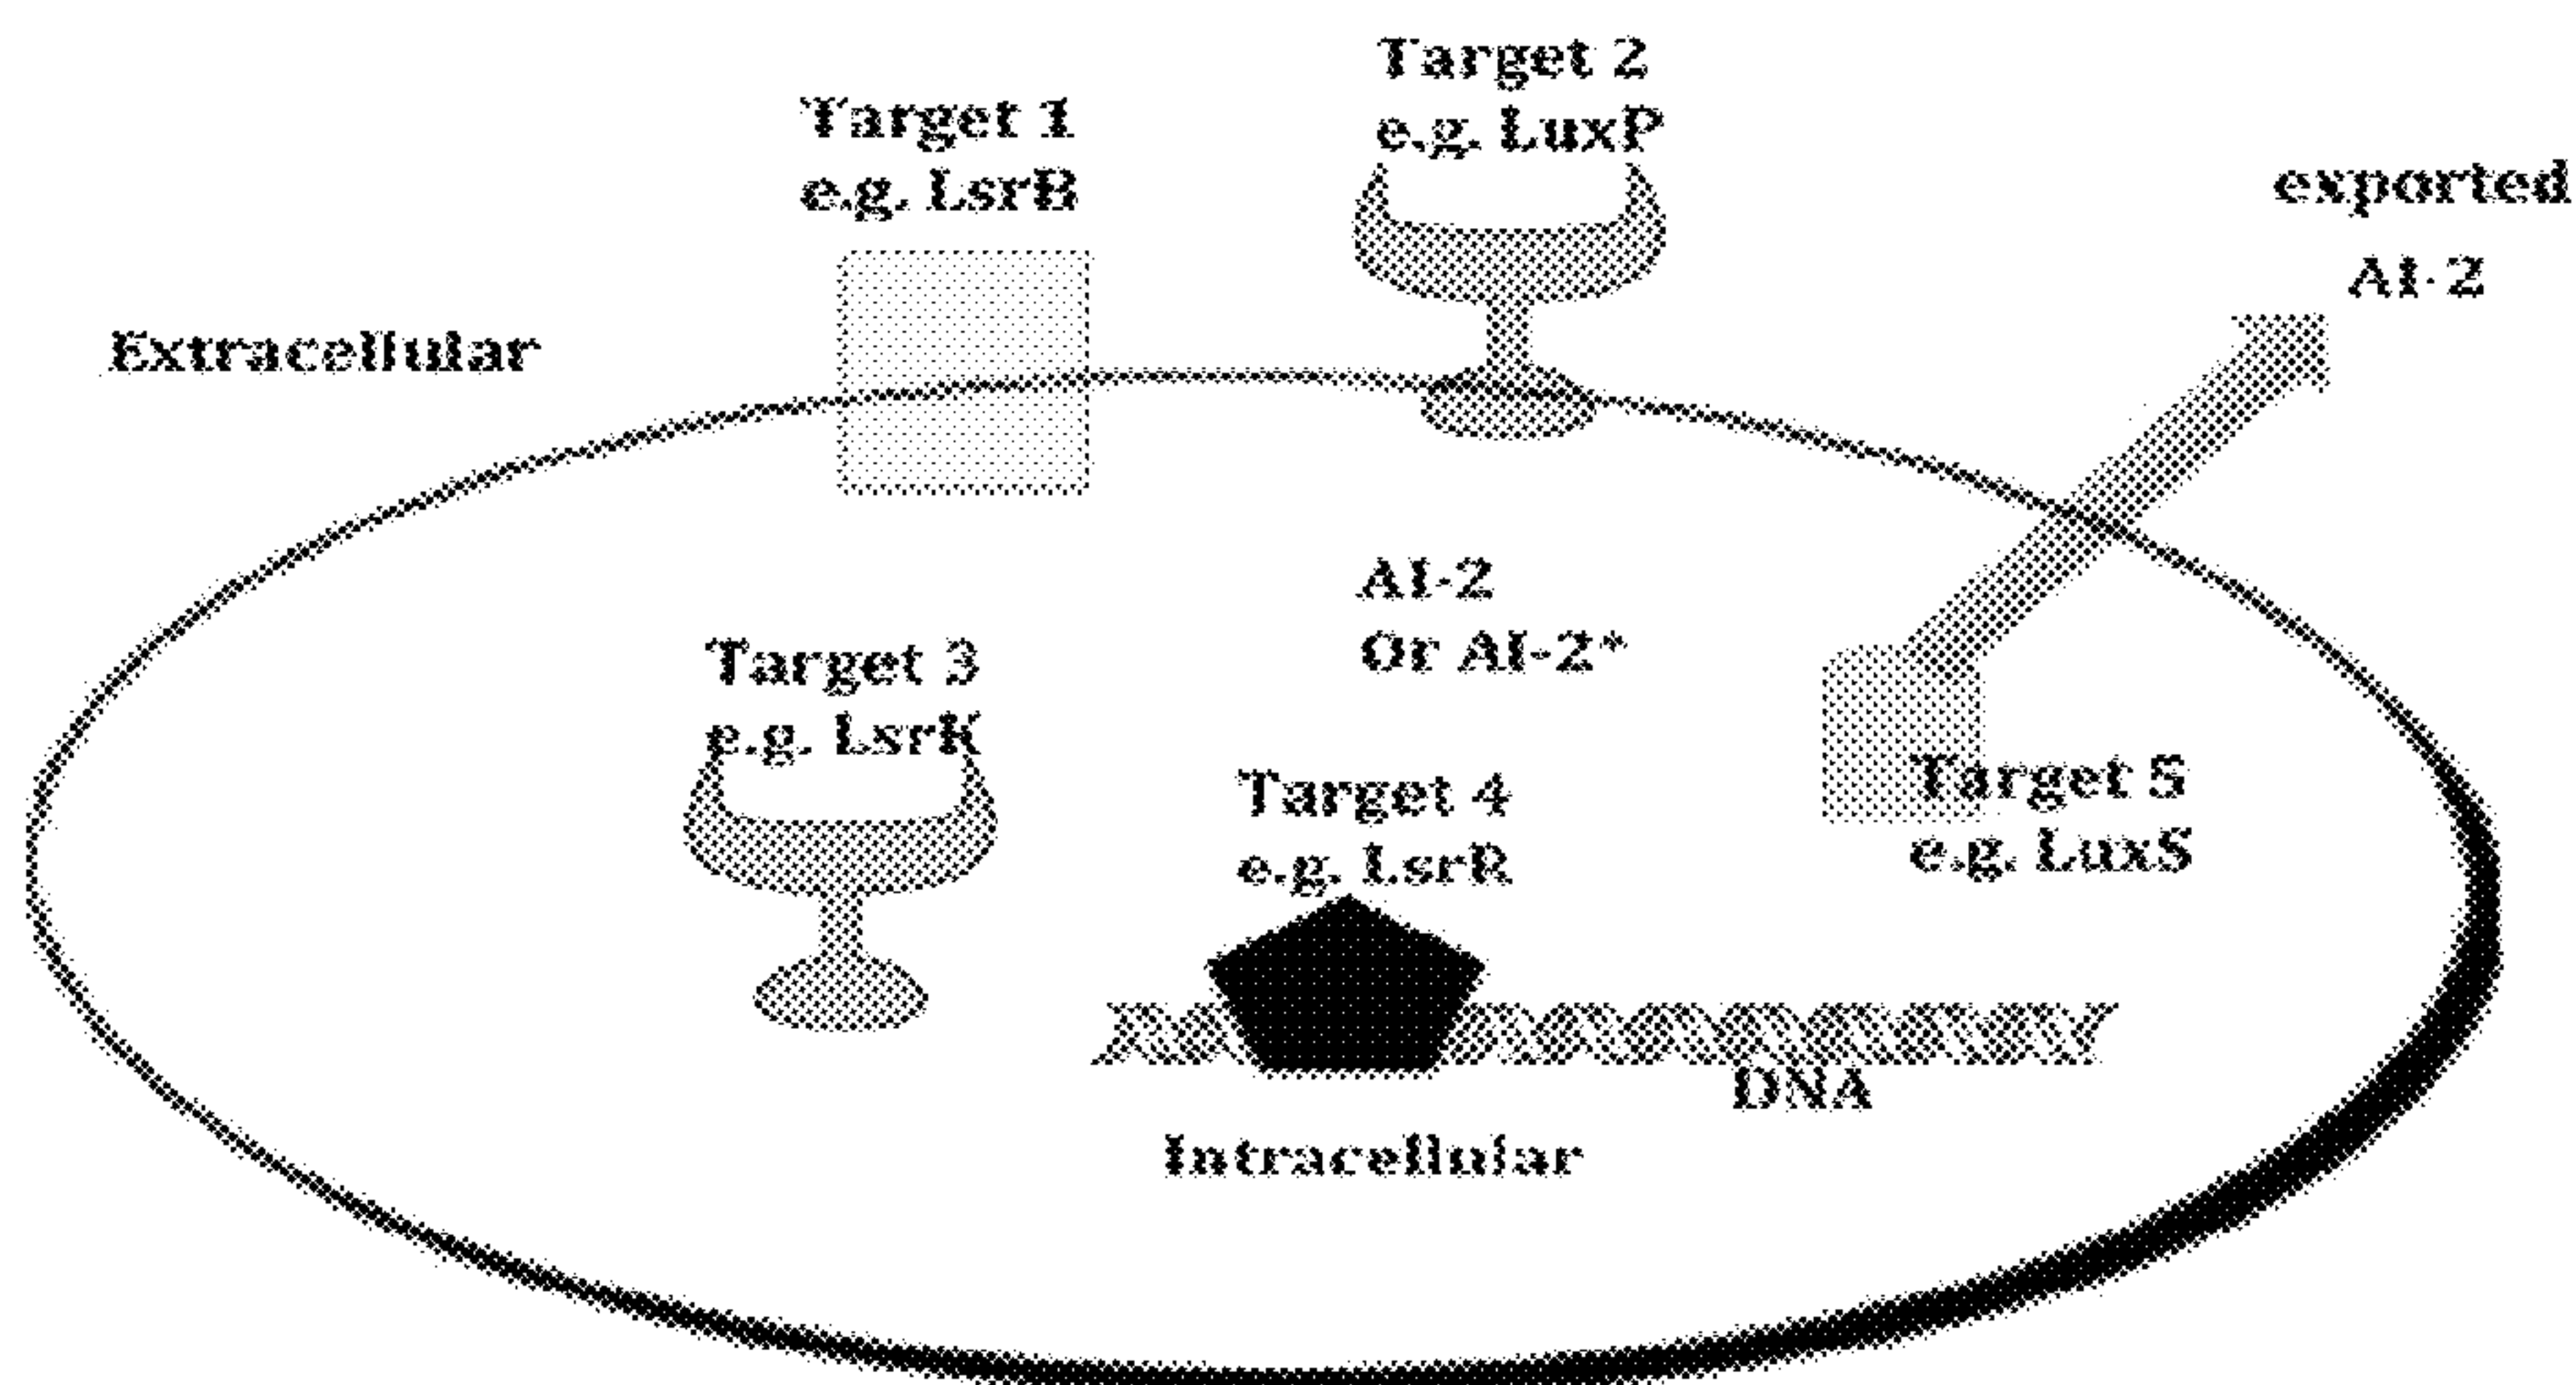 Target 2
e.g. LuxP
Target 1
e.g. LsrB
exported
AI-2
Extracellular
AI-2
Or AI-2*
Target 3
e.g. LsrK
Target 4
e.g. LsrR
Target 5
e.g. LuxS
DNA
Intracellular